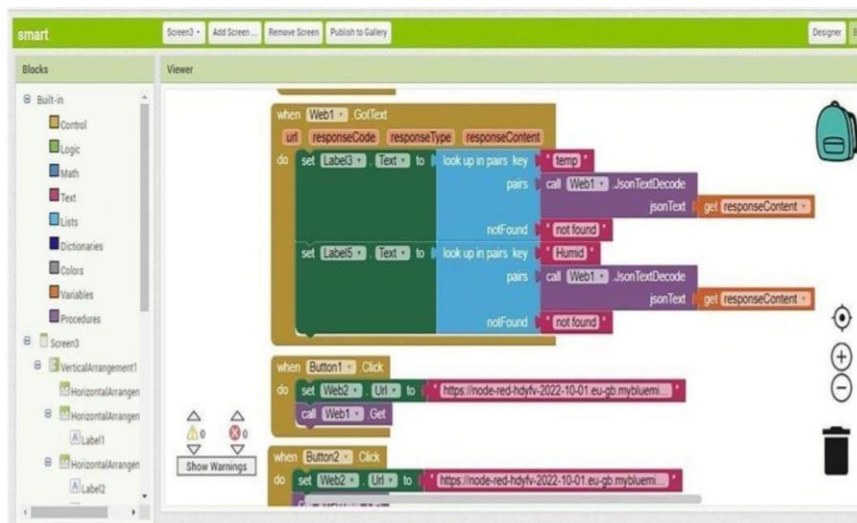 smart
Screen3 Add Screen ... Remove Screen Publish to Gallery Designer
Blocks
Viewer
Built-in
Control
Logic
Math
Text
Lists
Dictionaries
Colors
Variables
Procedures
Screen3
VerticalArrangement1
HorizontalArrangen
HorizontalArrangen
Label1
HorizontalArrangen
Label2
when Web1 .GotText
url responseCode responseType responseContent
do set Label3 . Text to look up in pairs key " temp "
pairs call Web1 .JsonTextDecode
jsonText get responseContent
notFound " not found "
set Label5 . Text to look up in pairs key " Humid "
pairs call Web1 .JsonTextDecode
jsonText get responseContent
notFound " not found "
when Button1 .Click
do set Web2 . Url to " https://node-red-hdyfv-2022-10-01.eu-gb.mybluemi... "
call Web1 .Get
when Button2 .Click
do set Web2 . Url to " https://node-red-hdyfv-2022-10-01.eu-gb.mybluemi... "
0 0
Show Warnings